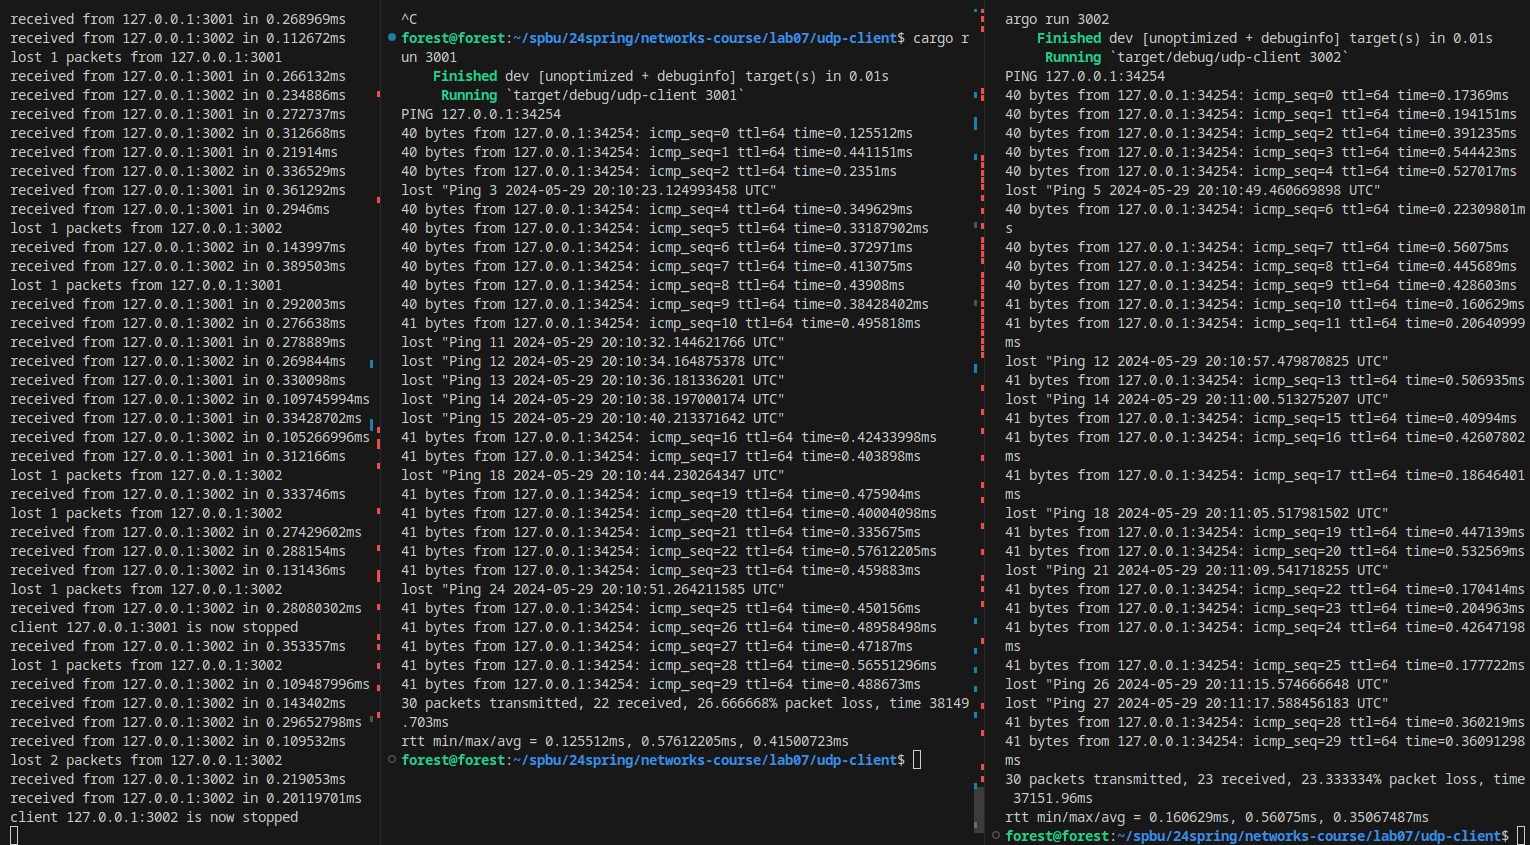 received from 127.0.0.1:3001 in 0.268969ms
received from 127.0.0.1:3002 in 0.112672ms
lost 1 packets from 127.0.0.1:3001
received from 127.0.0.1:3001 in 0.266132ms
received from 127.0.0.1:3002 in 0.234886ms
received from 127.0.0.1:3001 in 0.272737ms
received from 127.0.0.1:3002 in 0.312668ms
received from 127.0.0.1:3001 in 0.21914ms
received from 127.0.0.1:3002 in 0.336529ms
received from 127.0.0.1:3001 in 0.361292ms
received from 127.0.0.1:3001 in 0.2946ms
lost 1 packets from 127.0.0.1:3002
received from 127.0.0.1:3002 in 0.143997ms
received from 127.0.0.1:3002 in 0.389503ms
lost 1 packets from 127.0.0.1:3001
received from 127.0.0.1:3001 in 0.292003ms
received from 127.0.0.1:3002 in 0.276638ms
received from 127.0.0.1:3001 in 0.278889ms
received from 127.0.0.1:3002 in 0.269844ms
received from 127.0.0.1:3001 in 0.330098ms
received from 127.0.0.1:3002 in 0.109745994ms
received from 127.0.0.1:3001 in 0.33428702ms
received from 127.0.0.1:3002 in 0.105266996ms
received from 127.0.0.1:3001 in 0.312166ms
lost 1 packets from 127.0.0.1:3002
received from 127.0.0.1:3002 in 0.333746ms
lost 1 packets from 127.0.0.1:3002
received from 127.0.0.1:3002 in 0.27429602ms
received from 127.0.0.1:3002 in 0.288154ms
received from 127.0.0.1:3002 in 0.131436ms
lost 1 packets from 127.0.0.1:3002
received from 127.0.0.1:3002 in 0.28080302ms
client 127.0.0.1:3001 is now stopped
received from 127.0.0.1:3002 in 0.353357ms
lost 1 packets from 127.0.0.1:3002
received from 127.0.0.1:3002 in 0.109487996ms
received from 127.0.0.1:3002 in 0.143402ms
received from 127.0.0.1:3002 in 0.29652798ms
received from 127.0.0.1:3002 in 0.109532ms
lost 2 packets from 127.0.0.1:3002
received from 127.0.0.1:3002 in 0.219053ms
received from 127.0.0.1:3002 in 0.20119701ms
client 127.0.0.1:3002 is now stopped
^C
forest@forest:~/spbu/24spring/networks-course/lab07/udp-client$ cargo r
un 3001
Finished dev [unoptimized + debuginfo] target(s) in 0.01s
Running `target/debug/udp-client 3001`
PING 127.0.0.1:34254
40 bytes from 127.0.0.1:34254: icmp_seq=0 ttl=64 time=0.125512ms
40 bytes from 127.0.0.1:34254: icmp_seq=1 ttl=64 time=0.441151ms
40 bytes from 127.0.0.1:34254: icmp_seq=2 ttl=64 time=0.2351ms
lost "Ping 3 2024-05-29 20:10:23.124993458 UTC"
40 bytes from 127.0.0.1:34254: icmp_seq=4 ttl=64 time=0.349629ms
40 bytes from 127.0.0.1:34254: icmp_seq=5 ttl=64 time=0.33187902ms
40 bytes from 127.0.0.1:34254: icmp_seq=6 ttl=64 time=0.372971ms
40 bytes from 127.0.0.1:34254: icmp_seq=7 ttl=64 time=0.413075ms
40 bytes from 127.0.0.1:34254: icmp_seq=8 ttl=64 time=0.43908ms
40 bytes from 127.0.0.1:34254: icmp_seq=9 ttl=64 time=0.38428402ms
41 bytes from 127.0.0.1:34254: icmp_seq=10 ttl=64 time=0.495818ms
lost "Ping 11 2024-05-29 20:10:32.144621766 UTC"
lost "Ping 12 2024-05-29 20:10:34.164875378 UTC"
lost "Ping 13 2024-05-29 20:10:36.181336201 UTC"
lost "Ping 14 2024-05-29 20:10:38.197000174 UTC"
lost "Ping 15 2024-05-29 20:10:40.213371642 UTC"
41 bytes from 127.0.0.1:34254: icmp_seq=16 ttl=64 time=0.42433998ms
41 bytes from 127.0.0.1:34254: icmp_seq=17 ttl=64 time=0.403898ms
lost "Ping 18 2024-05-29 20:10:44.230264347 UTC"
41 bytes from 127.0.0.1:34254: icmp_seq=19 ttl=64 time=0.475904ms
41 bytes from 127.0.0.1:34254: icmp_seq=20 ttl=64 time=0.40004098ms
41 bytes from 127.0.0.1:34254: icmp_seq=21 ttl=64 time=0.335675ms
41 bytes from 127.0.0.1:34254: icmp_seq=22 ttl=64 time=0.57612205ms
41 bytes from 127.0.0.1:34254: icmp_seq=23 ttl=64 time=0.459883ms
lost "Ping 24 2024-05-29 20:10:51.264211585 UTC"
41 bytes from 127.0.0.1:34254: icmp_seq=25 ttl=64 time=0.450156ms
41 bytes from 127.0.0.1:34254: icmp_seq=26 ttl=64 time=0.48958498ms
41 bytes from 127.0.0.1:34254: icmp_seq=27 ttl=64 time=0.47187ms
41 bytes from 127.0.0.1:34254: icmp_seq=28 ttl=64 time=0.56551296ms
41 bytes from 127.0.0.1:34254: icmp_seq=29 ttl=64 time=0.488673ms
30 packets transmitted, 22 received, 26.666668% packet loss, time 38149
.703ms
rtt min/max/avg = 0.125512ms, 0.57612205ms, 0.41500723ms
forest@forest:~/spbu/24spring/networks-course/lab07/udp-client$
argo run 3002
Finished dev [unoptimized + debuginfo] target(s) in 0.01s
Running `target/debug/udp-client 3002`
PING 127.0.0.1:34254
40 bytes from 127.0.0.1:34254: icmp_seq=0 ttl=64 time=0.17369ms
40 bytes from 127.0.0.1:34254: icmp_seq=1 ttl=64 time=0.194151ms
40 bytes from 127.0.0.1:34254: icmp_seq=2 ttl=64 time=0.391235ms
40 bytes from 127.0.0.1:34254: icmp_seq=3 ttl=64 time=0.544423ms
40 bytes from 127.0.0.1:34254: icmp_seq=4 ttl=64 time=0.527017ms
lost "Ping 5 2024-05-29 20:10:49.460669898 UTC"
40 bytes from 127.0.0.1:34254: icmp_seq=6 ttl=64 time=0.22309801m
s
40 bytes from 127.0.0.1:34254: icmp_seq=7 ttl=64 time=0.56075ms
40 bytes from 127.0.0.1:34254: icmp_seq=8 ttl=64 time=0.445689ms
40 bytes from 127.0.0.1:34254: icmp_seq=9 ttl=64 time=0.428603ms
41 bytes from 127.0.0.1:34254: icmp_seq=10 ttl=64 time=0.160629ms
41 bytes from 127.0.0.1:34254: icmp_seq=11 ttl=64 time=0.20640999
ms
lost "Ping 12 2024-05-29 20:10:57.479870825 UTC"
41 bytes from 127.0.0.1:34254: icmp_seq=13 ttl=64 time=0.506935ms
lost "Ping 14 2024-05-29 20:11:00.513275207 UTC"
41 bytes from 127.0.0.1:34254: icmp_seq=15 ttl=64 time=0.40994ms
41 bytes from 127.0.0.1:34254: icmp_seq=16 ttl=64 time=0.42607802
ms
41 bytes from 127.0.0.1:34254: icmp_seq=17 ttl=64 time=0.18646401
ms
lost "Ping 18 2024-05-29 20:11:05.517981502 UTC"
41 bytes from 127.0.0.1:34254: icmp_seq=19 ttl=64 time=0.447139ms
41 bytes from 127.0.0.1:34254: icmp_seq=20 ttl=64 time=0.532569ms
lost "Ping 21 2024-05-29 20:11:09.541718255 UTC"
41 bytes from 127.0.0.1:34254: icmp_seq=22 ttl=64 time=0.170414ms
41 bytes from 127.0.0.1:34254: icmp_seq=23 ttl=64 time=0.204963ms
41 bytes from 127.0.0.1:34254: icmp_seq=24 ttl=64 time=0.42647198
ms
41 bytes from 127.0.0.1:34254: icmp_seq=25 ttl=64 time=0.177722ms
lost "Ping 26 2024-05-29 20:11:15.574666648 UTC"
lost "Ping 27 2024-05-29 20:11:17.588456183 UTC"
41 bytes from 127.0.0.1:34254: icmp_seq=28 ttl=64 time=0.360219ms
41 bytes from 127.0.0.1:34254: icmp_seq=29 ttl=64 time=0.36091298
ms
30 packets transmitted, 23 received, 23.333334% packet loss, time
37151.96ms
rtt min/max/avg = 0.160629ms, 0.56075ms, 0.35067487ms
forest@forest:~/spbu/24spring/networks-course/lab07/udp-client$